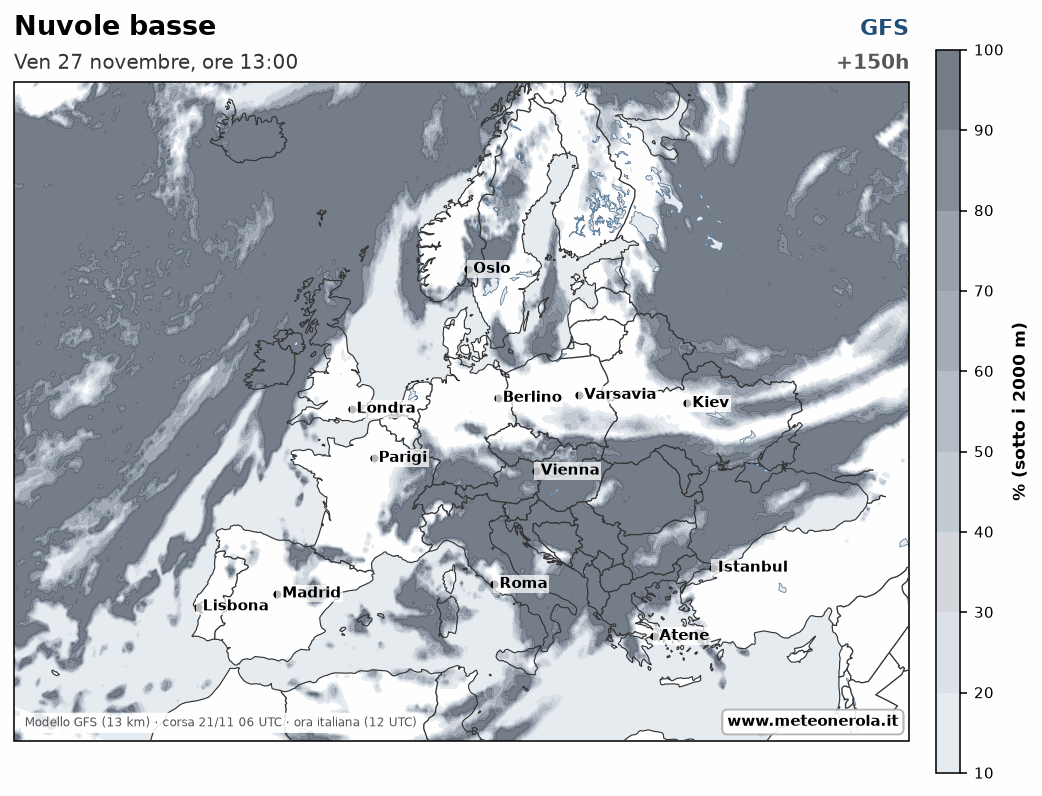 Nuvole basse
GFS
Ven 27 novembre, ore 13:00
+150h
Oslo
Londra
Berlino
Varsavia
Kiev
Parigi
Vienna
Istanbul
Roma
Madrid
Lisbona
Atene
Modello GFS (13 km) · corsa 21/11 06 UTC · ora italiana (12 UTC)
www.meteonerola.it
100
90
80
70
60
50
40
30
20
10
% (sotto i 2000 m)